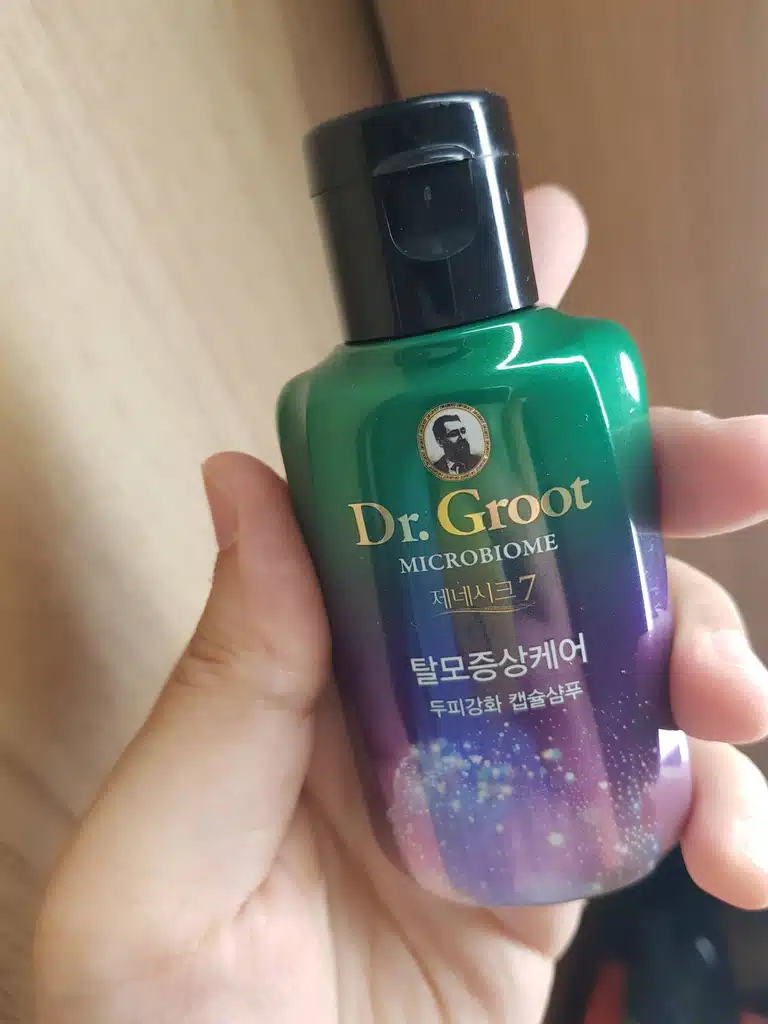 Dr. Groot
MICROBIOME
제네시크 7
탈모증상케어
두피강화 캡슐샴푸